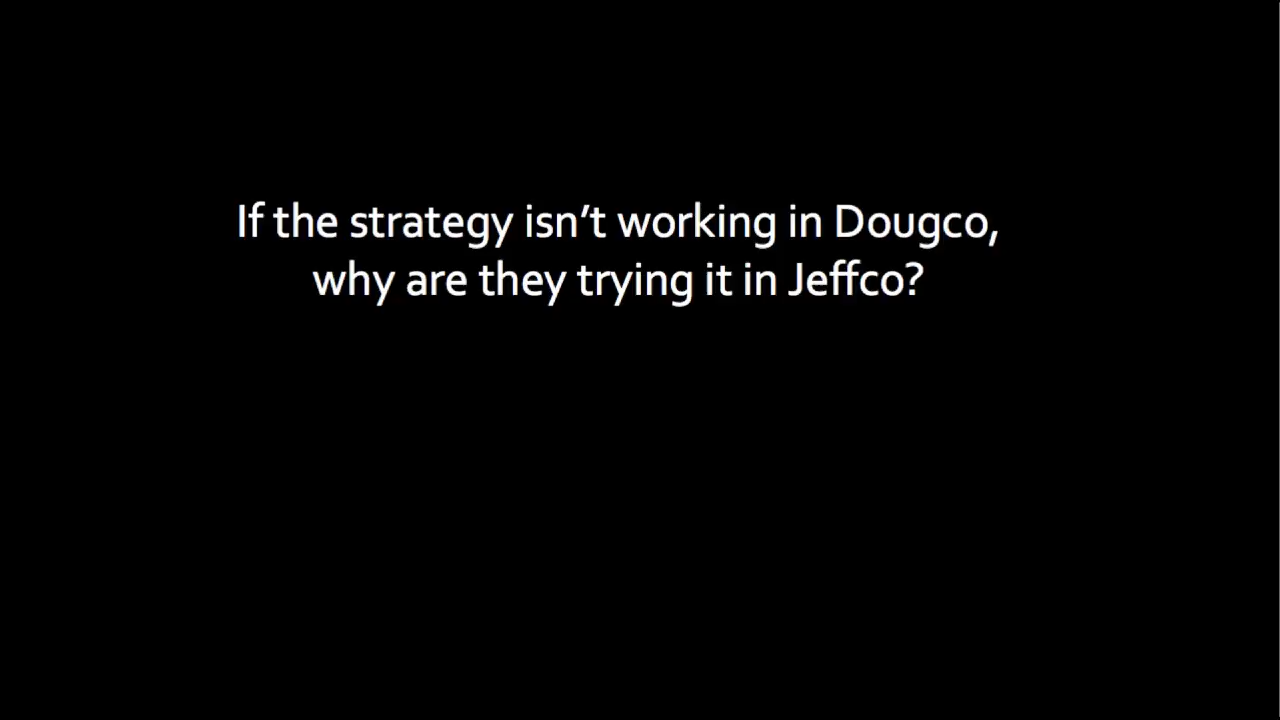 If the strategy isn’t working in Dougco,
why are they trying it in Jeffco?